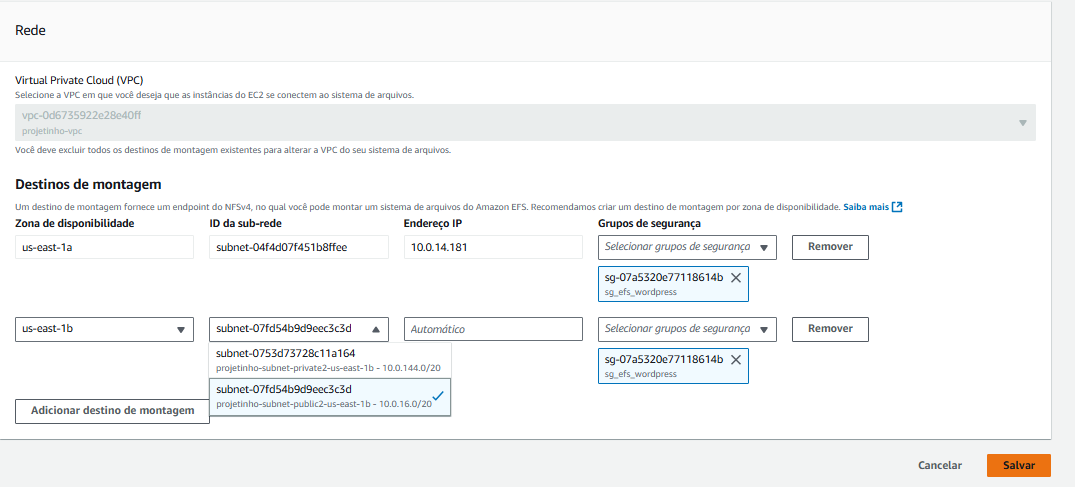 Rede
Virtual Private Cloud (VPC)
Selecione a VPC em que você deseja que as instâncias do EC2 se conectem ao sistema de arquivos.
vpc-0d6735922e28e40ff
projetinho-vpc
Você deve excluir todos os destinos de montagem existentes para alterar a VPC do seu sistema de arquivos.
Destinos de montagem
Um destino de montagem fornece um endpoint do NFSv4, no qual você pode montar um sistema de arquivos do Amazon EFS. Recomendamos criar um destino de montagem por zona de disponibilidade. Saiba mais
Zona de disponibilidade ID da sub-rede Endereço IP Grupos de segurança
us-east-1a subnet-04f4d07f451b8ffee 10.0.14.181 Selecionar grupos de segurança Remover
sg-07a5320e77118614b
sg_efs_wordpress
us-east-1b subnet-07fd54b9d9eec3c3d Automático Selecionar grupos de segurança Remover
subnet-0753d73728c11a164 sg-07a5320e77118614b
projetinho-subnet-private2-us-east-1b - 10.0.144.0/20 sg_efs_wordpress
subnet-07fd54b9d9eec3c3d
projetinho-subnet-public2-us-east-1b - 10.0.16.0/20
Adicionar destino de montagem
Cancelar Salvar